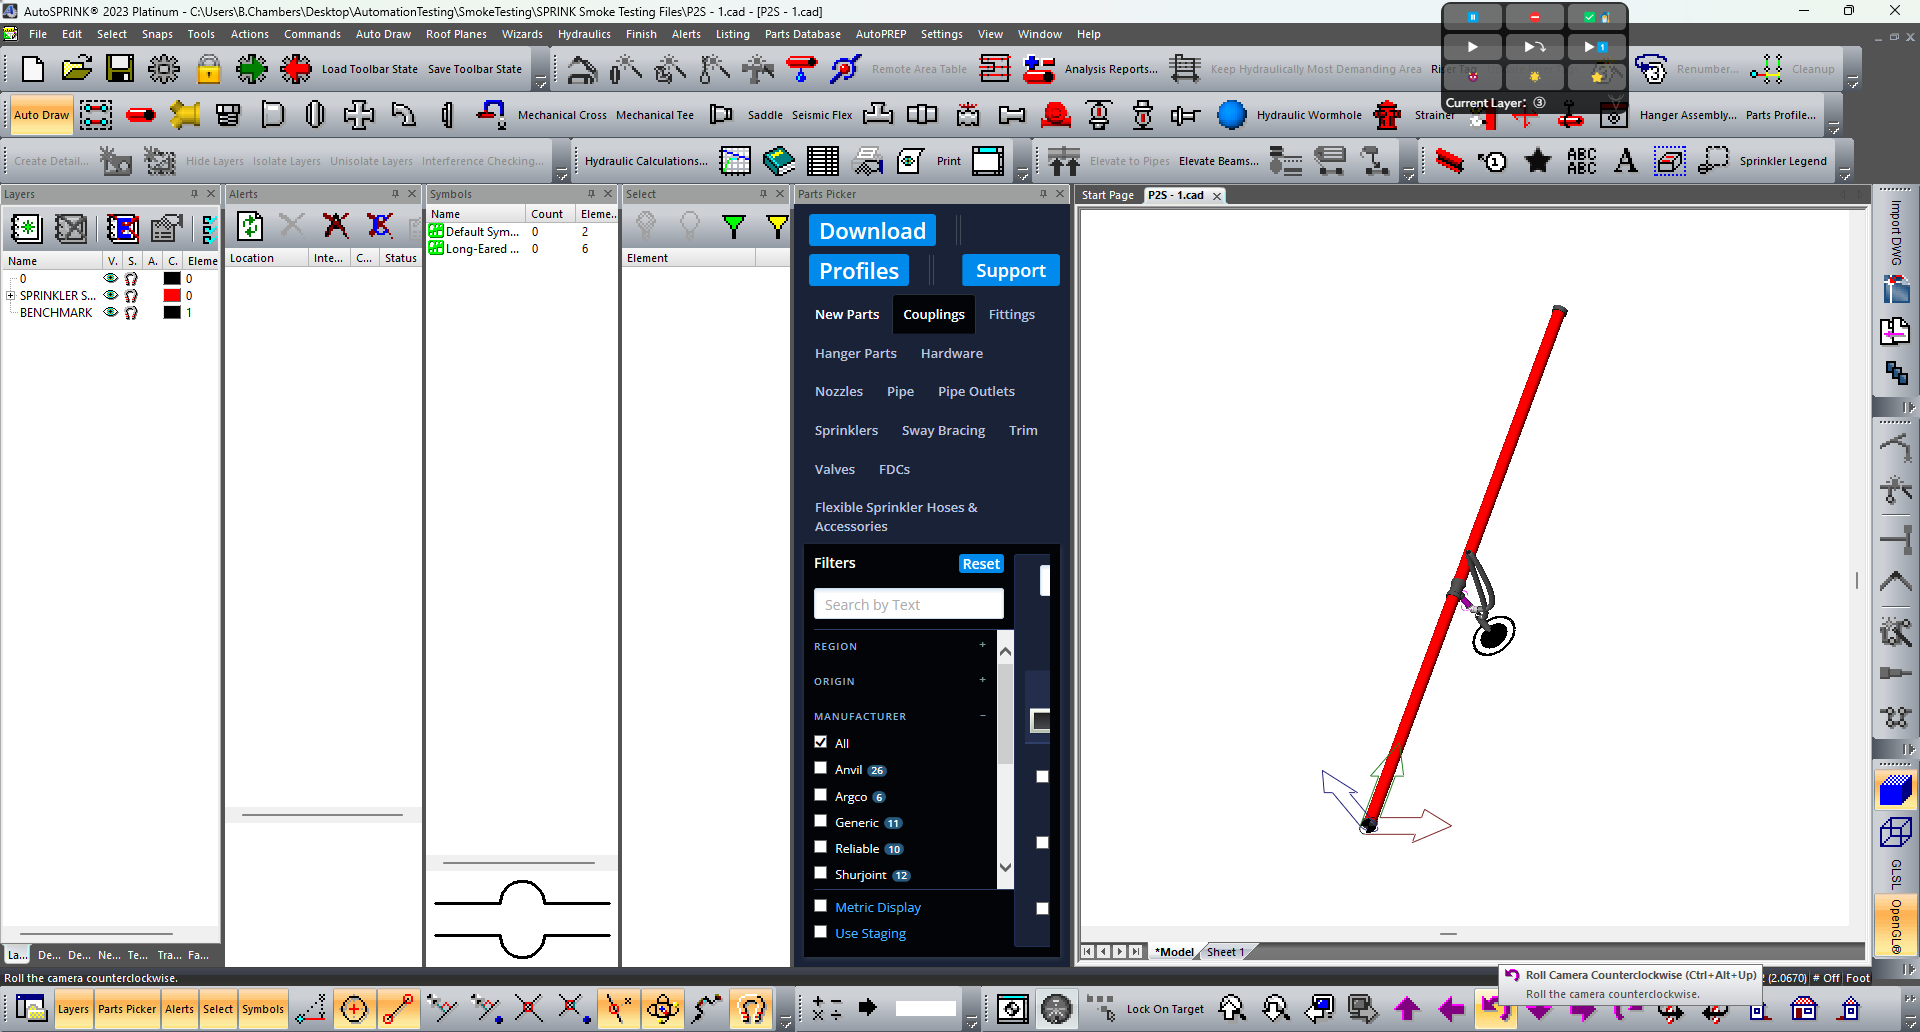 AutoSPRINK® 2023 Platinum - C:\Users\B.Chambers\Desktop\AutomationTesting\SmokeTesting\SPRINK Smoke Testing Files\P2S - 1.cad - [P2S - 1.cad]
File Edit Select Snaps Tools Actions Commands Auto Draw Roof Planes Wizards Hydraulics Finish Alerts Listing Parts Database AutoPREP Settings View Window Help
Load Toolbar State Save Toolbar State Remote Area Table Analysis Reports... Keep Hydraulically Most Demanding Area Renumber... Cleanup
Current Layer: 3
Auto Draw Mechanical Cross Mechanical Tee Saddle Seismic Flex Hydraulic Wormhole Strainer Hanger Assembly... Parts Profile...
Create Detail... Hide Layers Isolate Layers Unisolate Layers Interference Checking... Hydraulic Calculations... Print Elevate to Pipes Elevate Beams... ABC ABC A Sprinkler Legend
Layers Alerts Symbols Select Parts Picker
Start Page P2S - 1.cad
Name V. S. A. C. Eleme
0 0
SPRINKLER S... 0
BENCHMARK 1
Location Inte... C... Status
Name Count Eleme..
Default Sym... 0 2
Long-Eared ... 0 6
Element
Download
Profiles Support
New Parts Couplings Fittings
Hanger Parts Hardware
Nozzles Pipe Pipe Outlets
Sprinklers Sway Bracing Trim
Valves FDCs
Flexible Sprinkler Hoses &
Accessories
Filters Reset
Search by Text
REGION +
ORIGIN +
MANUFACTURER −
All
Anvil 26
Argco 6
Generic 11
Reliable 10
Shurjoint 12
Metric Display
Use Staging
Import DWG
GLSL
OpenGL®
La... De... De... Ne... Te... Tra... Fa...
*Model Sheet 1
Roll the camera counterclockwise.
Roll Camera Counterclockwise (Ctrl+Alt+Up)
Roll the camera counterclockwise.
2 (2.0670) # Off Foot
Layers Parts Picker Alerts Select Symbols Lock On Target